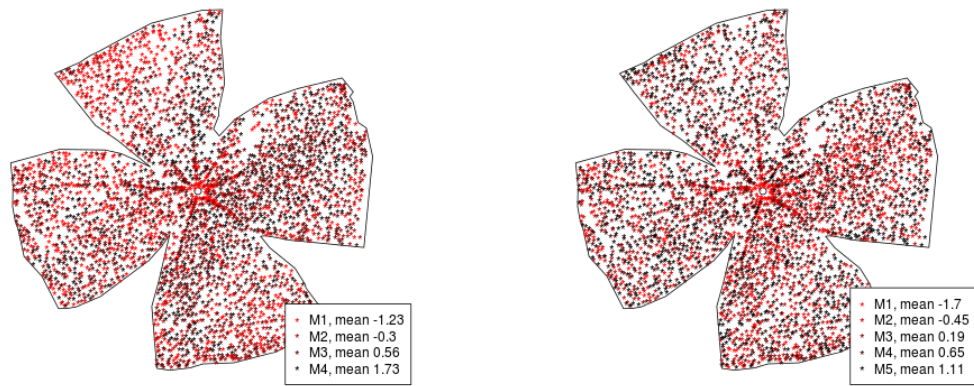 M1, mean -1.23
M2, mean -0.3
M3, mean 0.56
M4, mean 1.73
M1, mean -1.7
M2, mean -0.45
M3, mean 0.19
M4, mean 0.65
M5, mean 1.11